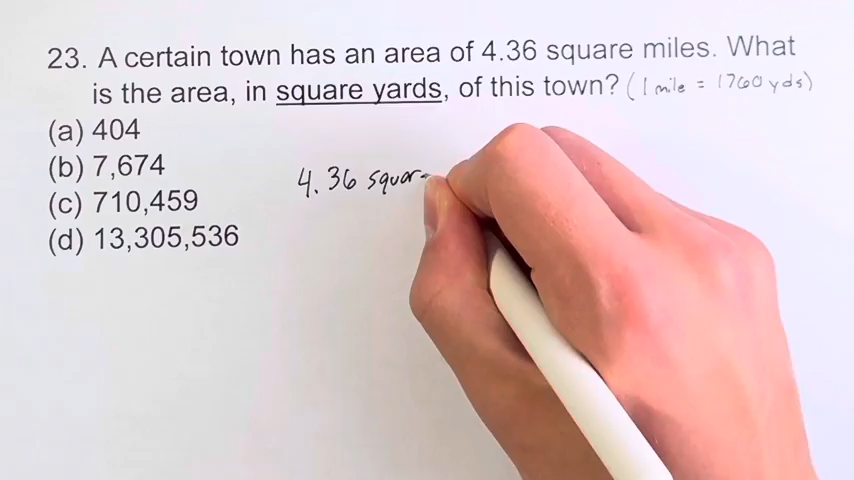 23. A certain town has an area of 4.36 square miles. What
is the area, in square yards, of this town? (1 mile = 1760 yds)
(a) 404
(b) 7,674
(c) 710,459
(d) 13,305,536
4.36 squar